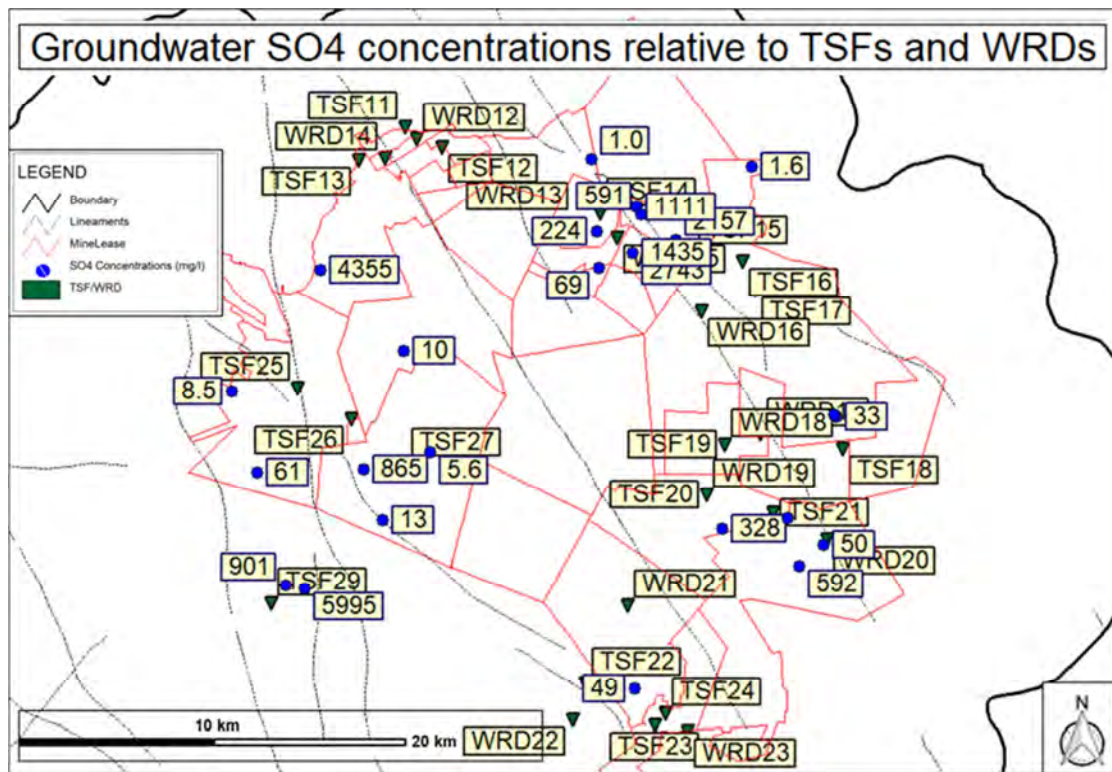 Groundwater SO4 concentrations relative to TSFs and WRDs
TSF11
WRD12
WRD14
1.0
1.6
LEGEND
Boundary
Lineaments
MineLease
SO4 Concentrations (mg/l)
TSF/WRD
TSF13
TSF12
WRD13
TSF14
591
1111
2157
15
224
1435
2743
4355
69
TSF16
TSF17
WRD16
10
TSF25
8.5
33
WRD18
TSF26
TSF27
TSF19
61
865
5.6
WRD19
TSF18
TSF20
13
328
TSF21
50
901
TSF29
WRD21
592
WRD20
5995
TSF22
49
TSF24
10 km
20 km
WRD22
TSF23
WRD23
N